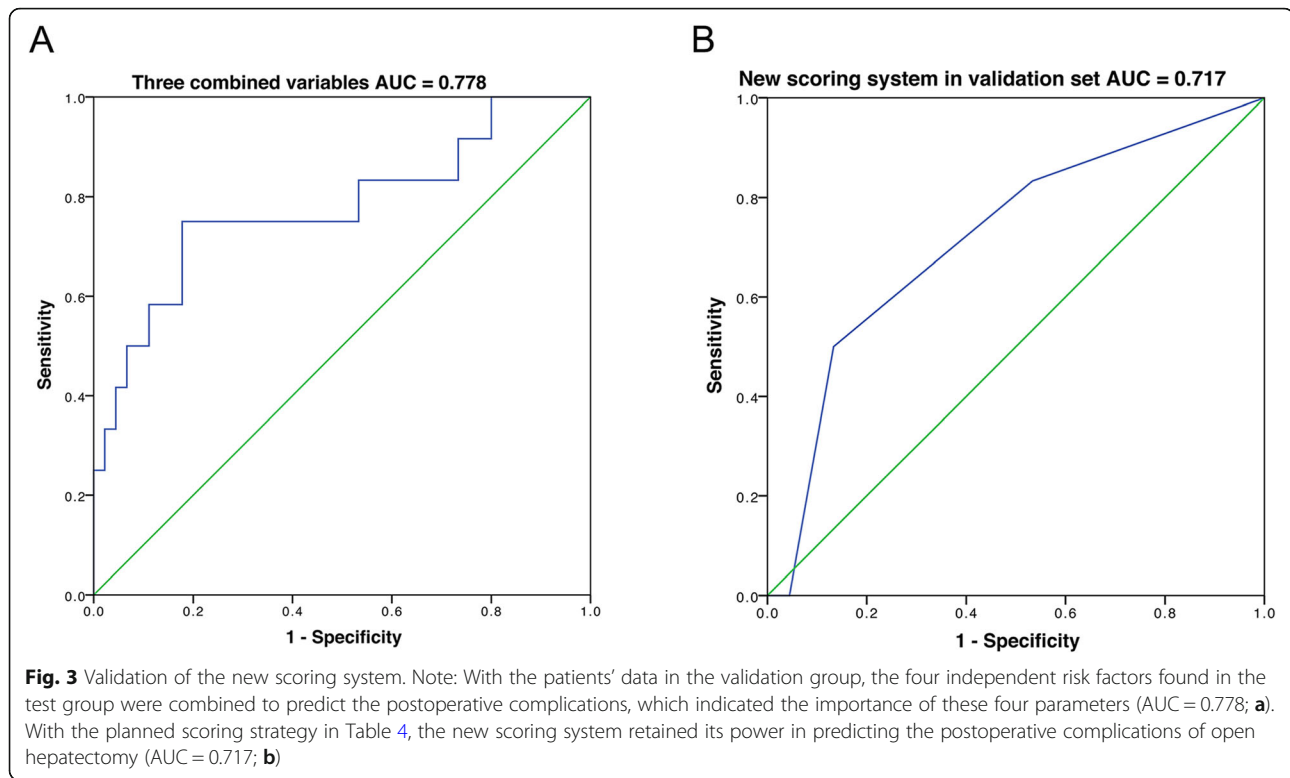 A
Three combined variables AUC = 0.778
1.0
0.8
0.6
0.4
0.2
0.0
Sensitivity
0.0 0.2 0.4 0.6 0.8 1.0
1 - Specificity
B
New scoring system in validation set AUC = 0.717
1.0
0.8
0.6
0.4
0.2
0.0
Sensitivity
0.0 0.2 0.4 0.6 0.8 1.0
1 - Specificity
Fig. 3 Validation of the new scoring system. Note: With the patients' data in the validation group, the four independent risk factors found in the
test group were combined to predict the postoperative complications, which indicated the importance of these four parameters (AUC = 0.778; a).
With the planned scoring strategy in Table 4, the new scoring system retained its power in predicting the postoperative complications of open
hepatectomy (AUC = 0.717; b)